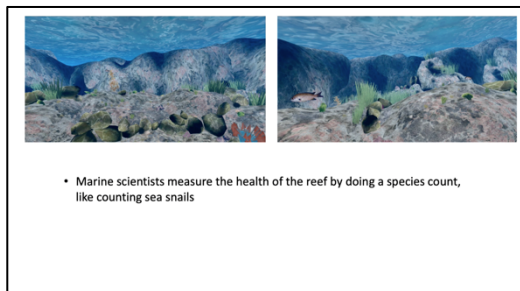 • Marine scientists measure the health of the reef by doing a species count,
like counting sea snails